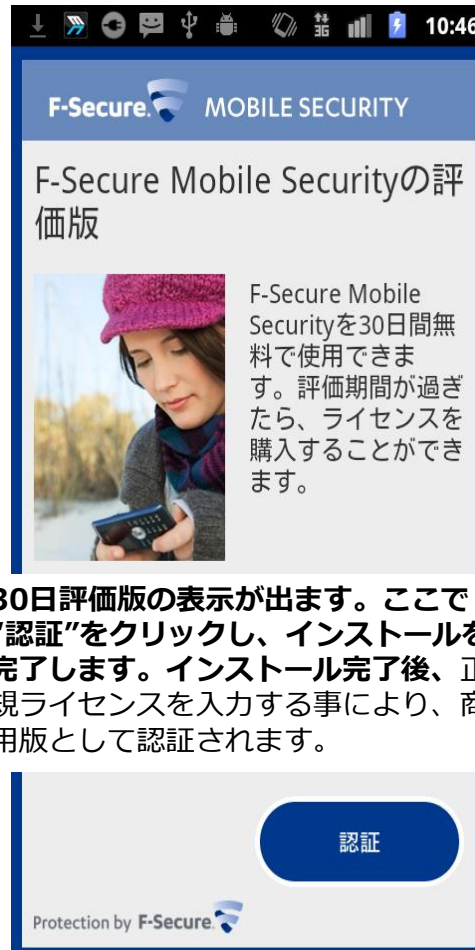 10:46
F-Secure. MOBILE SECURITY
F-Secure Mobile Securityの評
価版
F-Secure Mobile
Securityを30日間無
料で使用できま
す。評価期間が過ぎ
たら、ライセンスを
購入することができ
ます。
30日評価版の表示が出ます。ここで
”認証”をクリックし、インストールを
完了します。インストール完了後、正
規ライセンスを入力する事により、商
用版として認証されます。
認証
Protection by F-Secure.